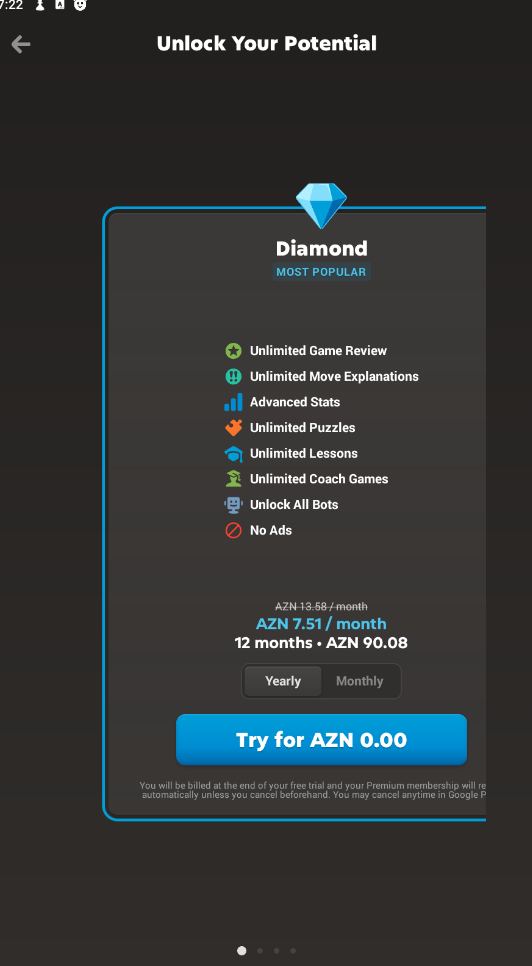 7:22
Unlock Your Potential
Diamond
MOST POPULAR
Unlimited Game Review
Unlimited Move Explanations
Advanced Stats
Unlimited Puzzles
Unlimited Lessons
Unlimited Coach Games
Unlock All Bots
No Ads
AZN 13.58 / month
AZN 7.51 / month
12 months • AZN 90.08
Yearly Monthly
Try for AZN 0.00
You will be billed at the end of your free trial and your Premium membership will re
automatically unless you cancel beforehand. You may cancel anytime in Google P